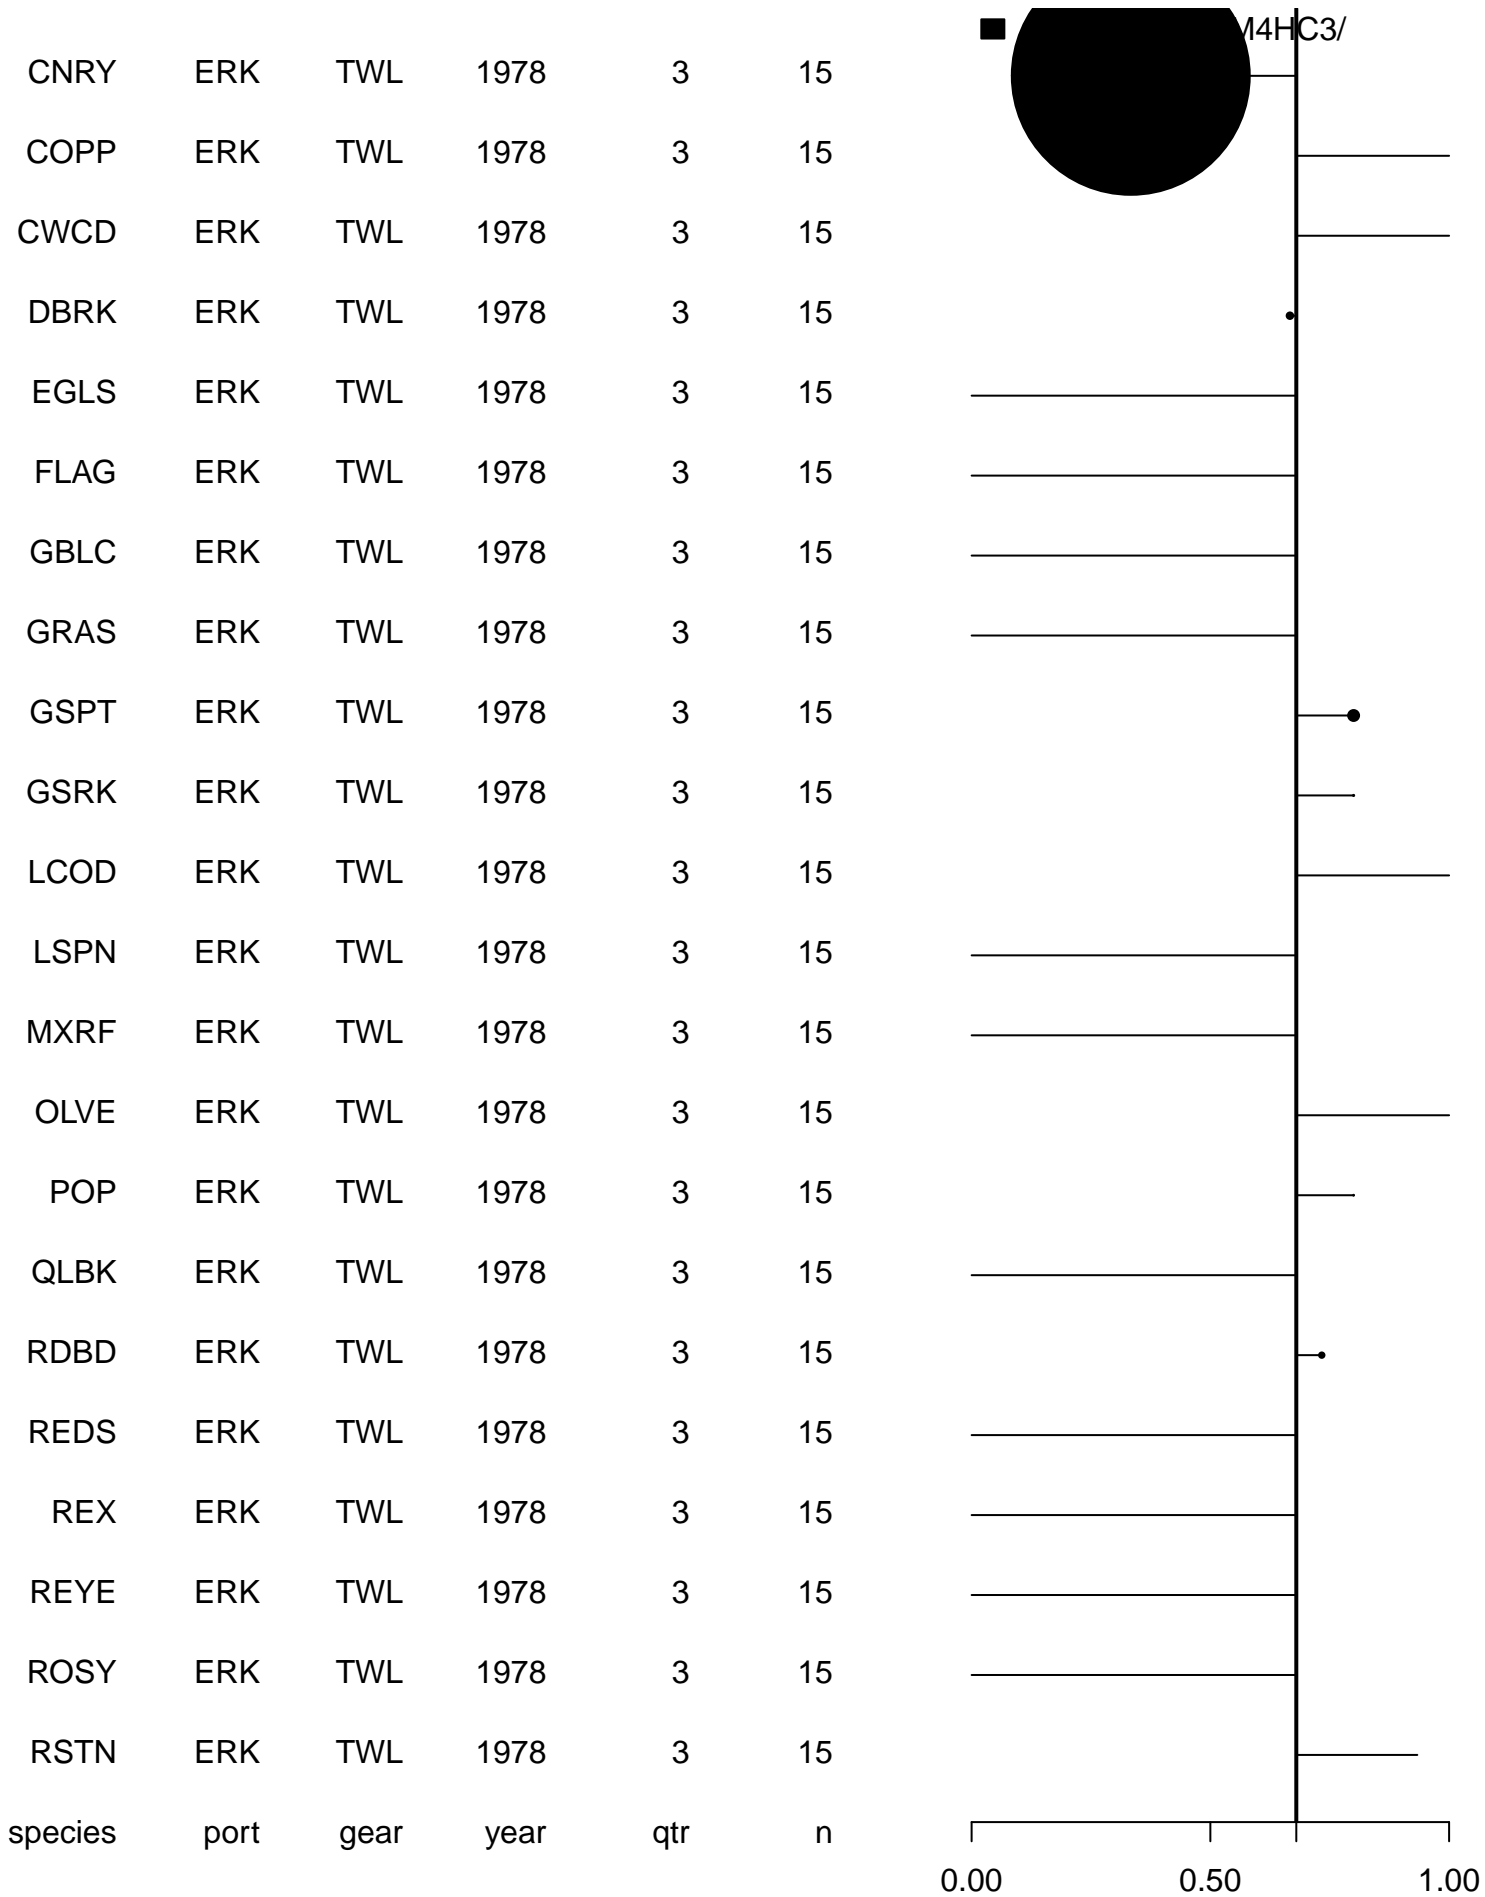 M4HC3/
CNRY ERK TWL 1978 3 15
COPP ERK TWL 1978 3 15
CWCD ERK TWL 1978 3 15
DBRK ERK TWL 1978 3 15
EGLS ERK TWL 1978 3 15
FLAG ERK TWL 1978 3 15
GBLC ERK TWL 1978 3 15
GRAS ERK TWL 1978 3 15
GSPT ERK TWL 1978 3 15
GSRK ERK TWL 1978 3 15
LCOD ERK TWL 1978 3 15
LSPN ERK TWL 1978 3 15
MXRF ERK TWL 1978 3 15
OLVE ERK TWL 1978 3 15
POP ERK TWL 1978 3 15
QLBK ERK TWL 1978 3 15
RDBD ERK TWL 1978 3 15
REDS ERK TWL 1978 3 15
REX ERK TWL 1978 3 15
REYE ERK TWL 1978 3 15
ROSY ERK TWL 1978 3 15
RSTN ERK TWL 1978 3 15
species port gear year qtr n
0.00 0.50 1.00